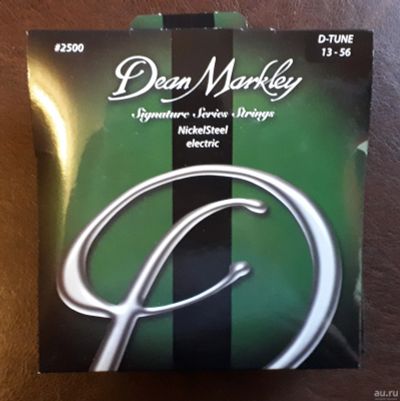 #2500
D-TUNE
13 - 56
Dean Markley
Signature Series Strings
NickelSteel
electric
au.ru